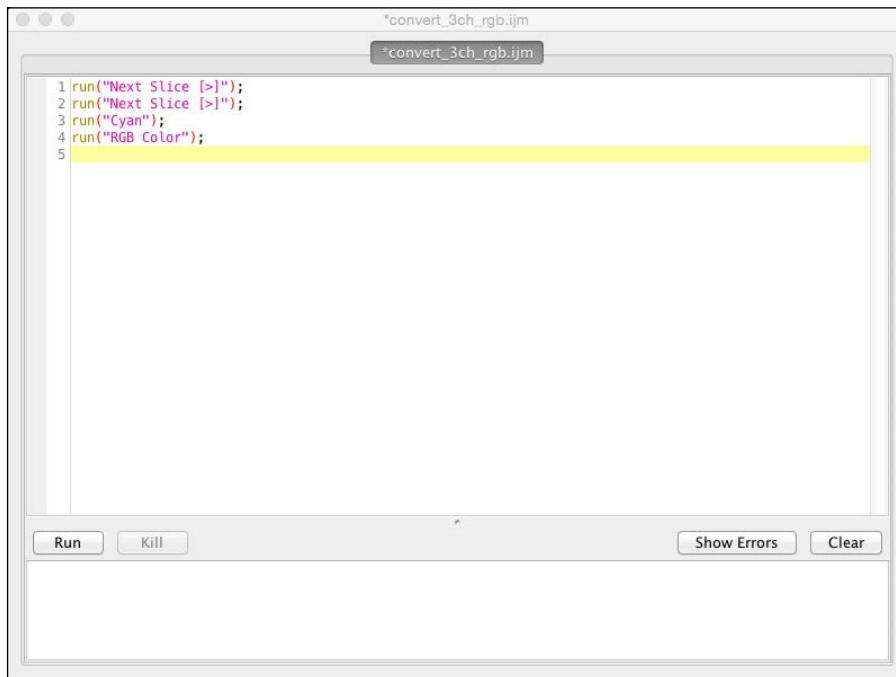 *convert_3ch_rgb.ijm
*convert_3ch_rgb.ijm
1 run("Next Slice [>]");
2 run("Next Slice [>]");
3 run("Cyan");
4 run("RGB Color");
5
Run Kill Show Errors Clear